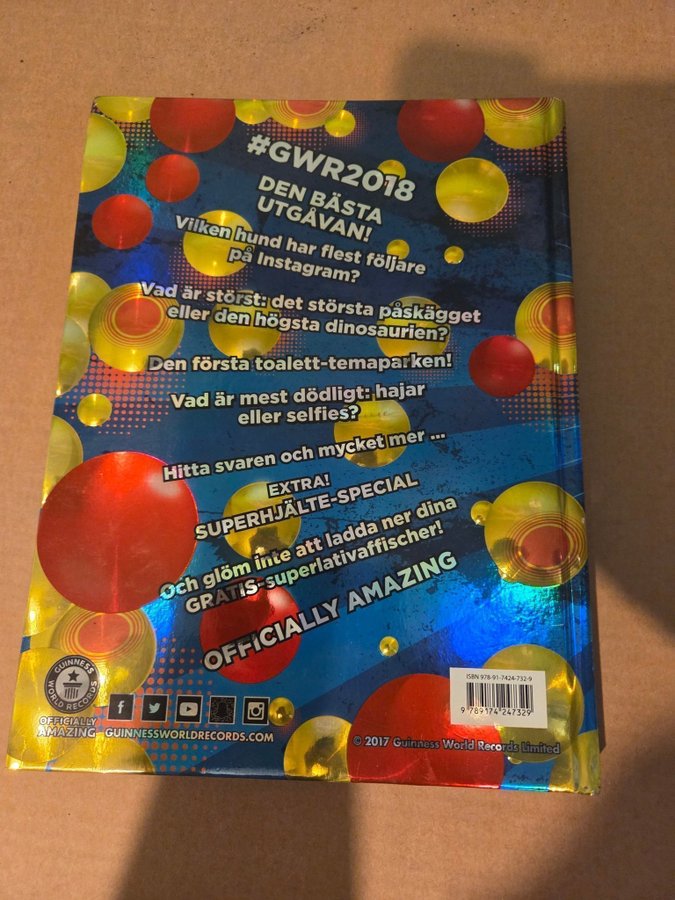 #GWR2018
DEN BÄSTA
UTGÅVAN!
Vilken hund har flest följare
på Instagram?
Vad är störst: det största påskägget
eller den högsta dinosaurien?
Den första toalett-temaparken!
Vad är mest dödligt: hajar
eller selfies?
Hitta svaren och mycket mer ...
EXTRA!
SUPERHJÄLTE-SPECIAL
Och glöm inte att ladda ner dina
GRATIS-superlativaffischer!
OFFICIALLY AMAZING
GUINNESS
WORLD RECORDS
OFFICIALLY
AMAZING
GUINNESSWORLDRECORDS.COM
ISBN 978-91-7424-732-9
9 789174 247329
© 2017 Guinness World Records Limited